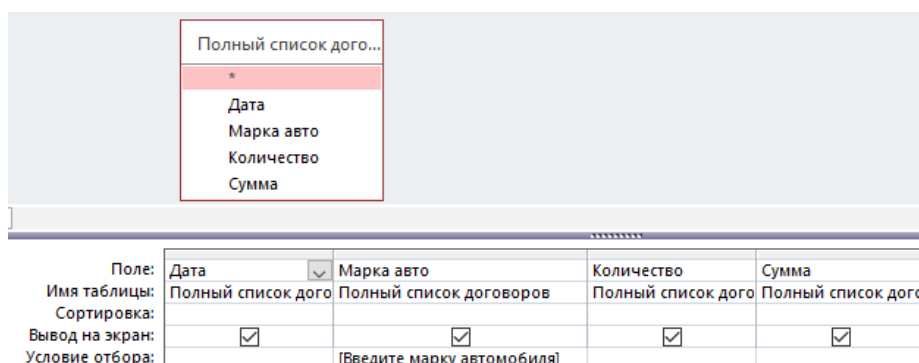 Полный список дого...
*
Дата
Марка авто
Количество
Сумма
Поле: Дата Марка авто Количество Сумма
Имя таблицы: Полный список дого Полный список договоров Полный список дого Полный список дого
Сортировка:
Вывод на экран:
Условие отбора: [Введите марку автомобиля]